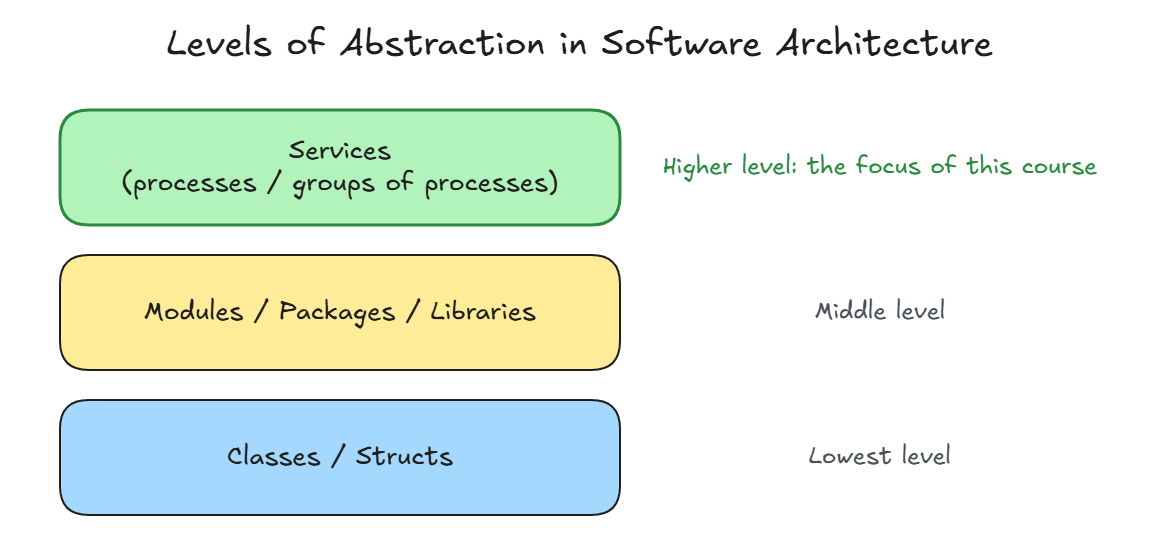 Levels of Abstraction in Software Architecture
Services
(processes / groups of processes)
Higher level: the focus of this course
Modules / Packages / Libraries
Middle level
Classes / Structs
Lowest level